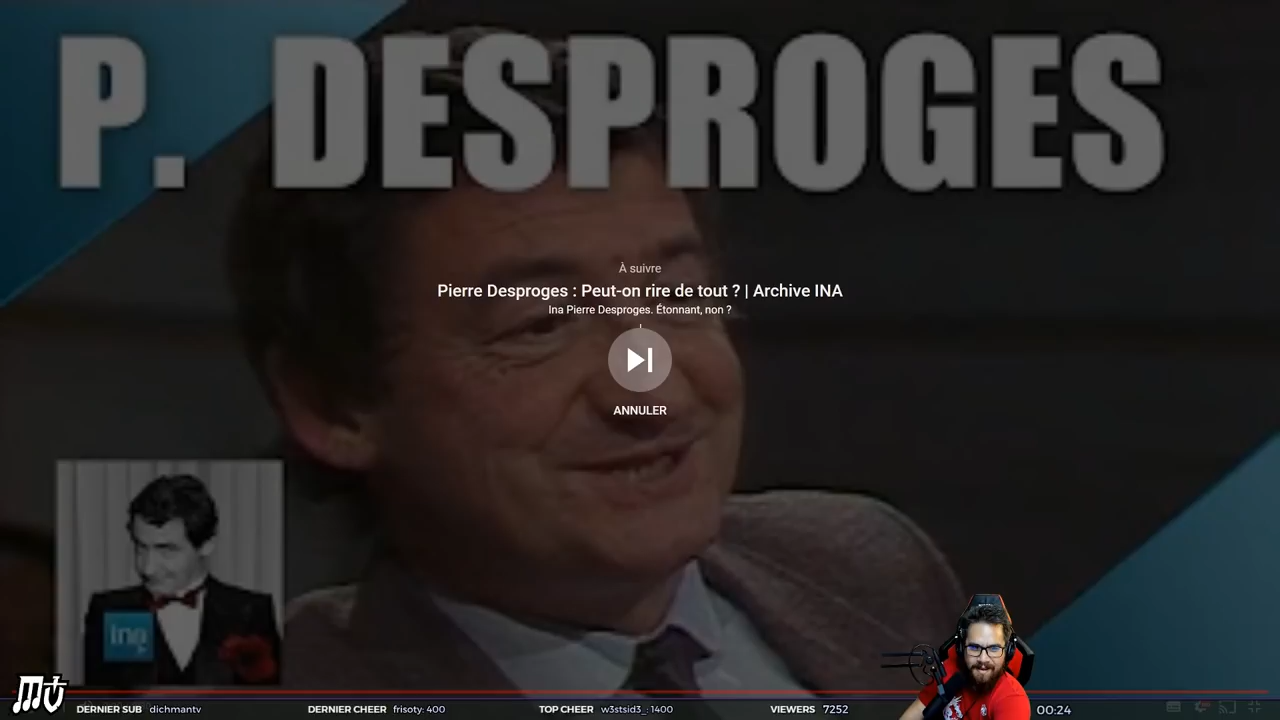 P. DESPROGES
À suivre
Pierre Desproges : Peut-on rire de tout ? | Archive INA
Ina Pierre Desproges. Étonnant, non ?
ANNULER
ina
DERNIER SUB dichmantv DERNIER CHEER frisoty: 400 TOP CHEER w3stsid3_: 1400 VIEWERS 7252 00:24